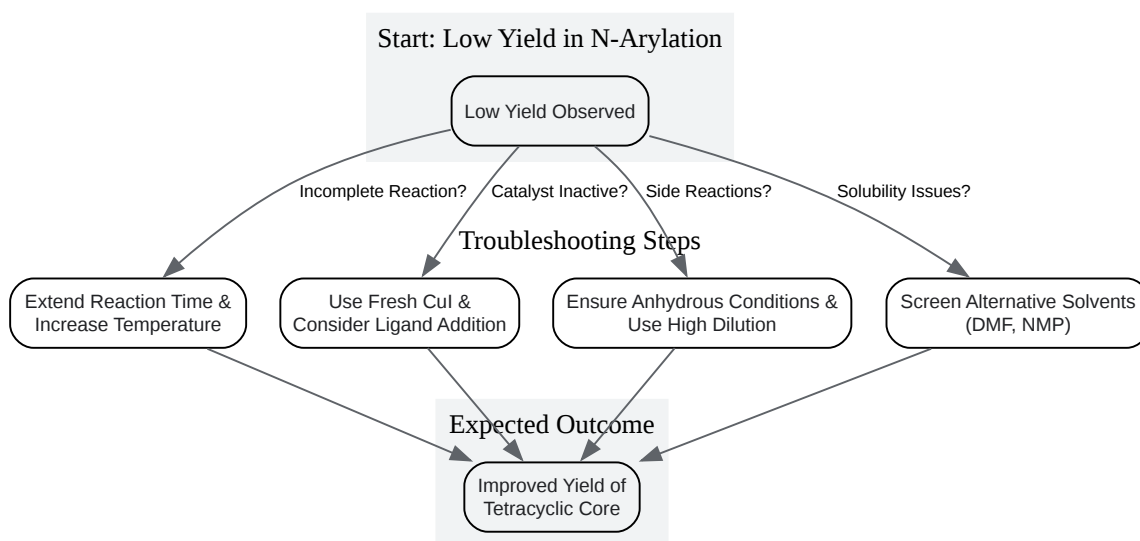 Start: Low Yield in N-Arylation
Low Yield Observed
Incomplete Reaction?
Catalyst Inactive?
Side Reactions?
Solubility Issues?
Troubleshooting Steps
Extend Reaction Time &
Increase Temperature
Use Fresh CuI &
Consider Ligand Addition
Ensure Anhydrous Conditions &
Use High Dilution
Screen Alternative Solvents
(DMF, NMP)
Expected Outcome
Improved Yield of
Tetracyclic Core